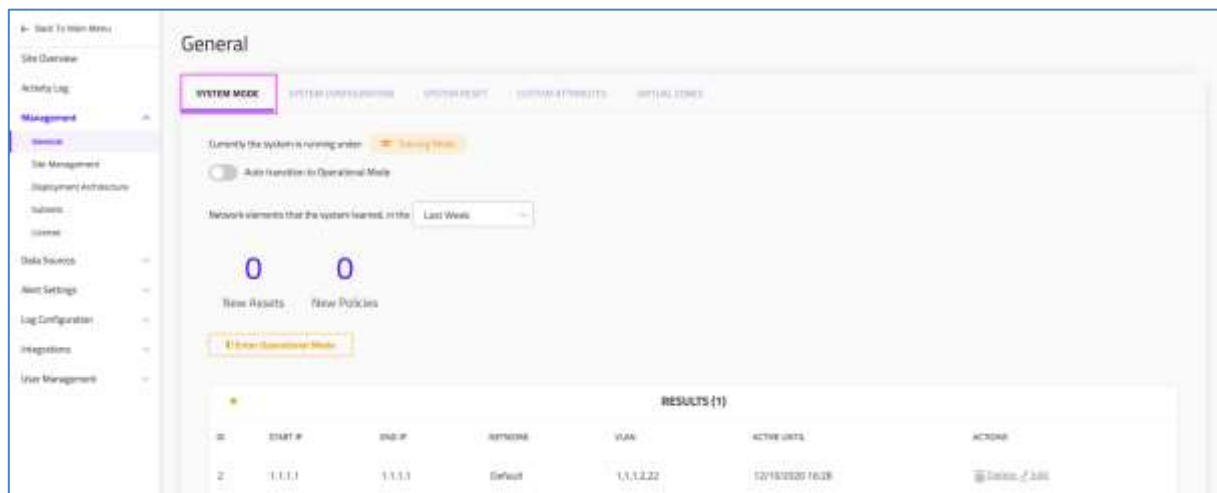 ← Back To Main Menu
Site Overview
Activity Log
Management
General
Site Management
Deployment Architecture
Subnets
License
Data Sources
Alert Settings
Log Configuration
Integrations
User Management
General
SYSTEM MODE SYSTEM CONFIGURATION SYSTEM RESET CUSTOM ATTRIBUTES VIRTUAL ZONES
Currently the system is running under Training Mode
Auto transition to Operational Mode
Network elements that the system learned, in the Last Week
0 0
New Assets New Policies
Enter Operational Mode
RESULTS (1)
ID START IP END IP NETWORK VLAN ACTIVE UNTIL ACTIONS
2 1.1.1.1 1.1.1.1 Default 1,1,1,2,22 Delete Edit